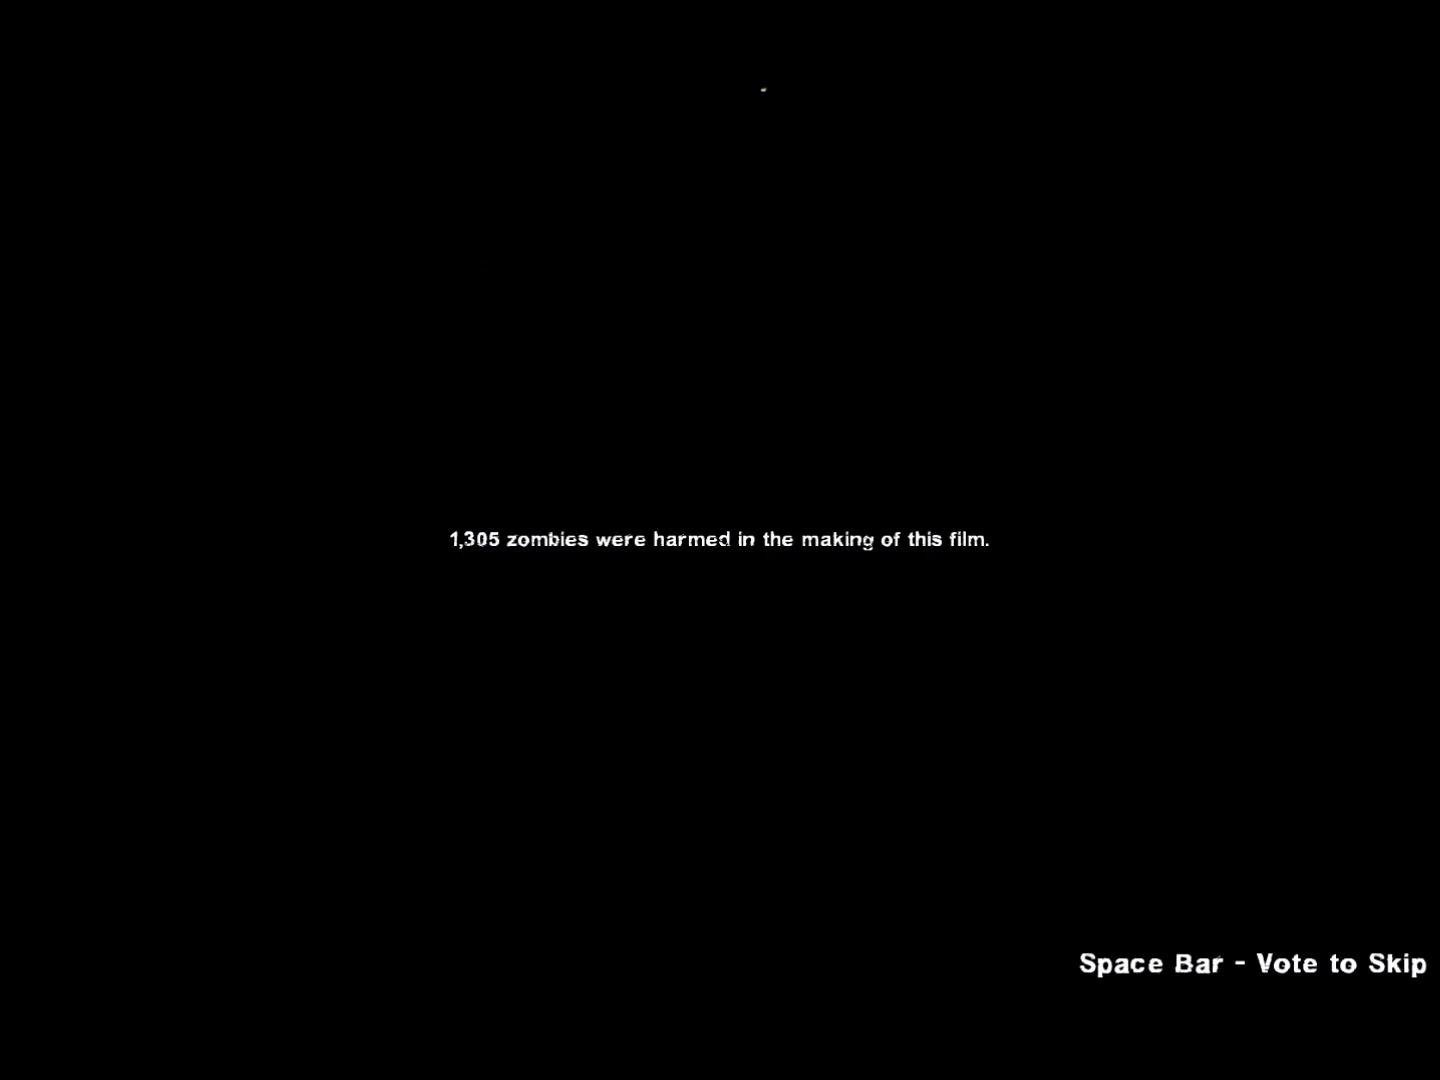 1,305 zombies were harmed in the making of this film.
Space Bar - Vote to Skip